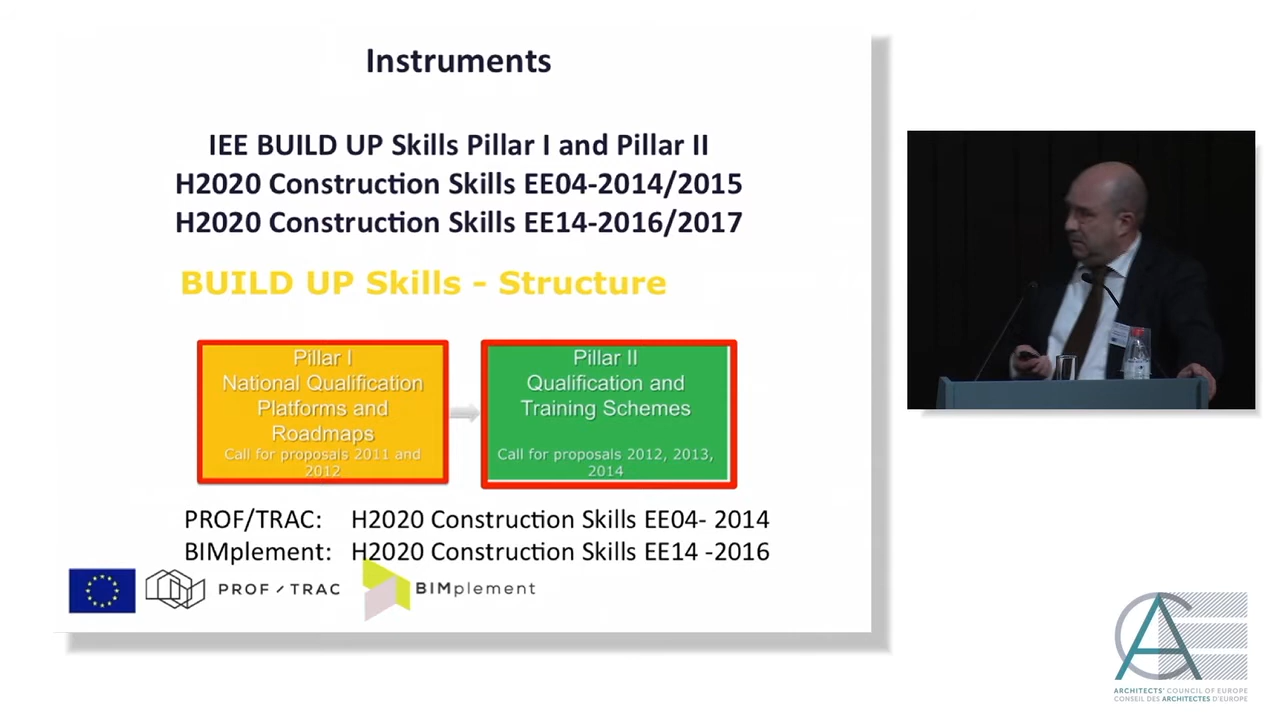 Instruments
IEE BUILD UP Skills Pillar I and Pillar II
H2020 Construction Skills EE04-2014/2015
H2020 Construction Skills EE14-2016/2017
BUILD UP Skills - Structure
Pillar I
National Qualification
Platforms and
Roadmaps
Call for proposals 2011 and
2012
Pillar II
Qualification and
Training Schemes
Call for proposals 2012, 2013,
2014
PROF/TRAC: H2020 Construction Skills EE04- 2014
BIMplement: H2020 Construction Skills EE14 -2016
PROF / TRAC
BIMplement
ACE
ARCHITECTS' COUNCIL OF EUROPE
CONSEIL DES ARCHITECTES D'EUROPE